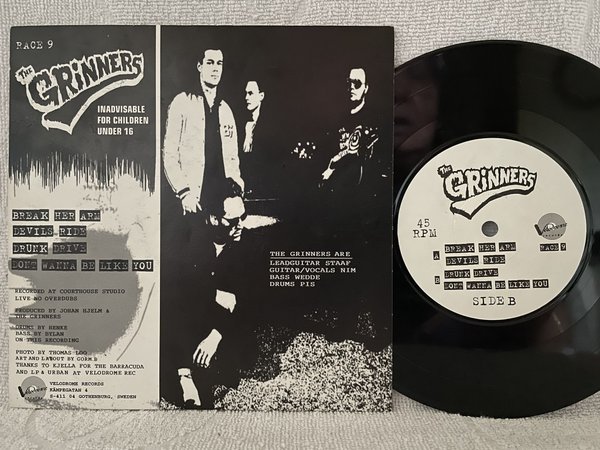 RACE 9
The GRiNNERS
INADVISABLE
FOR CHILDREN
UNDER 16
BREAK HER ARM
DEVILS RIDE
DRUNK DRIVE
DONT WANNA BE LIKE YOU
RECORDED AT COURTHOUSE STUDIO
LIVE NO OVERDUBS
PRODUCED BY JOHAN HJELM &
THE GRINNERS
DRUMS BY HENKE
BASS BY DYLAN
ON THIS RECORDING
PHOTO BY THOMAS LOO
ART AND LAYOUT BY GORM B
THANKS TO KJELLA FOR THE BARRACUDA
AND LP & URBAN AT VELODROME REC
VELODROME RECORDS
KÄMPEGATAN 4
S-411 04 GOTHENBURG, SWEDEN
THE GRINNERS ARE
LEADGUITAR STAAF
GUITAR/VOCALS NIM
BASS WEDDE
DRUMS PIS
The GRiNNERS
45
RPM
RACE 9
A
BREAK HER ARM
DEVILS RIDE
B
DRUNK DRIVE
DONT WANNA BE LIKE YOU
SIDE B